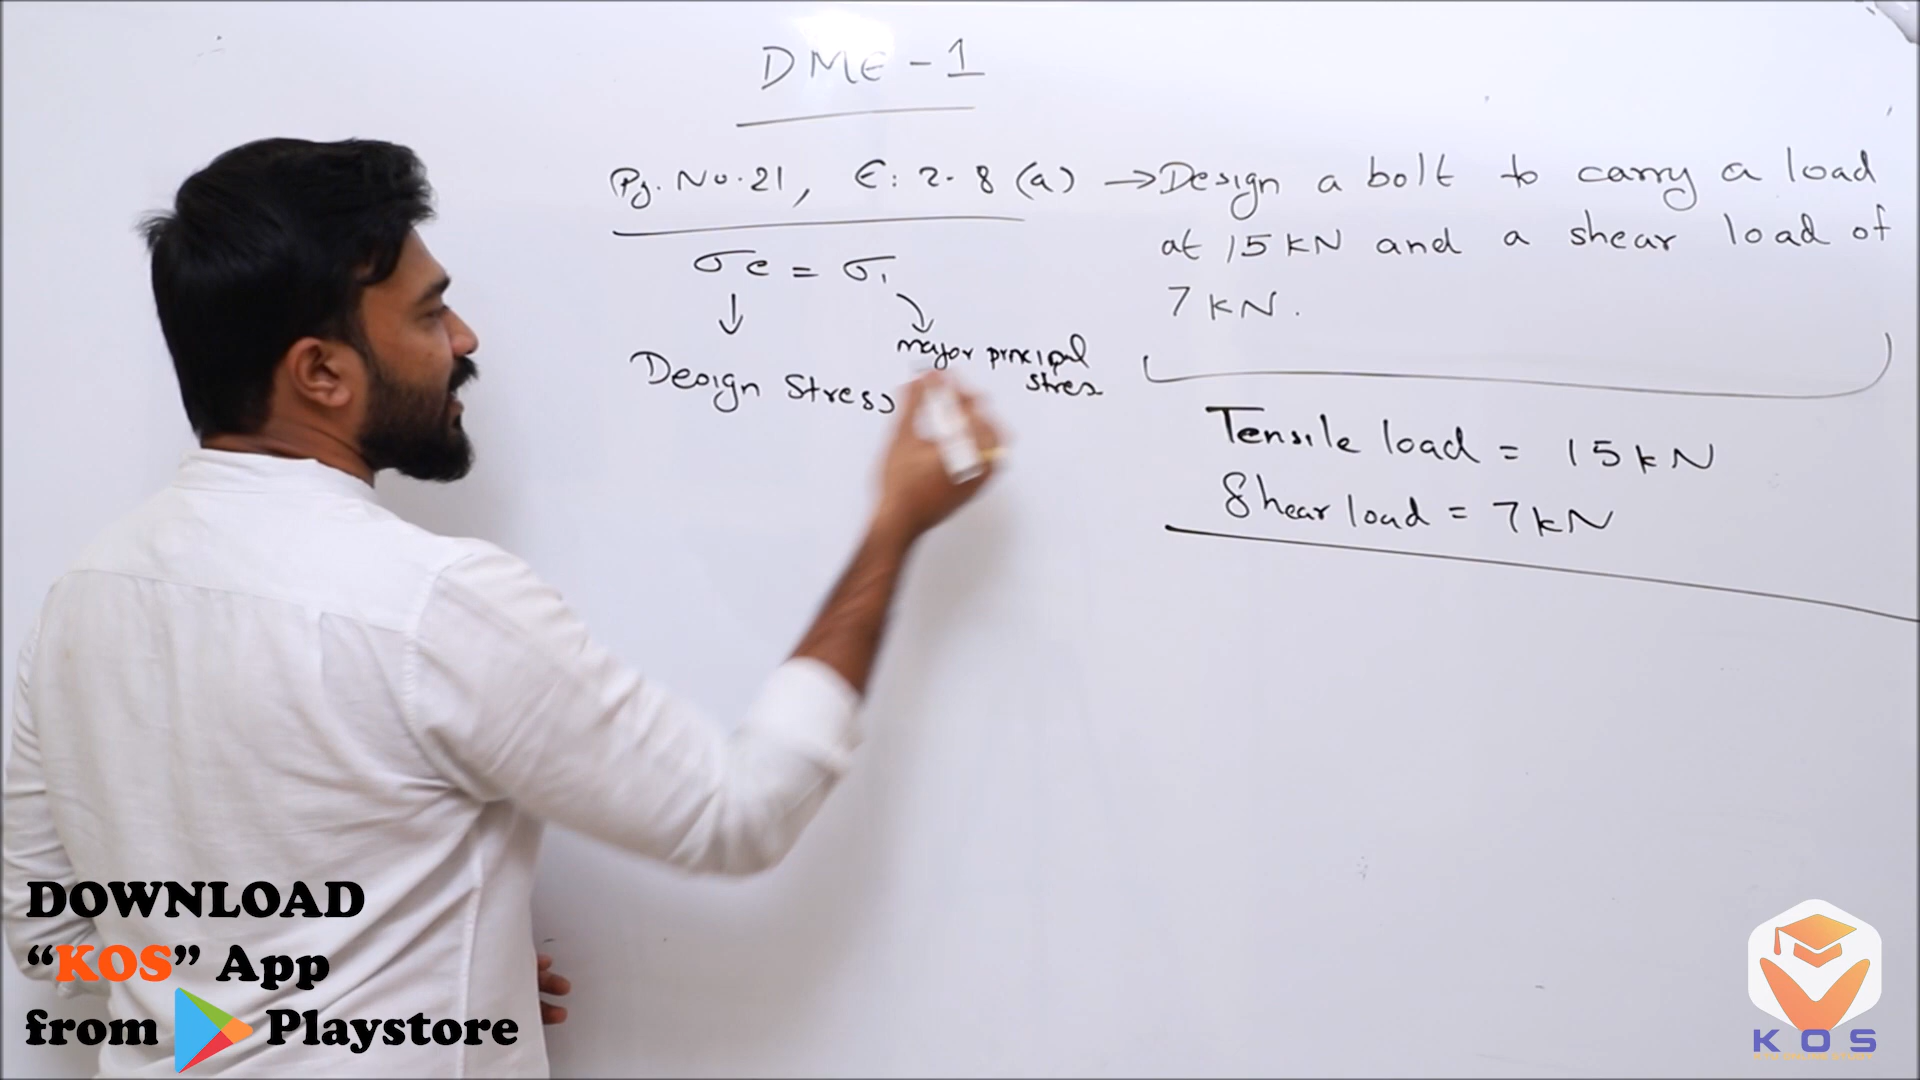 DME-1
Pg. No. 21, E: 2.8 (a) → Design a bolt to carry a load
at 15 KN and a shear load of
7 KN.
σe = σ1
Design Stress
major principal
stress
Tensile load = 15 kN
Shear load = 7 kN
DOWNLOAD
“KOS” App
from Playstore
KOS